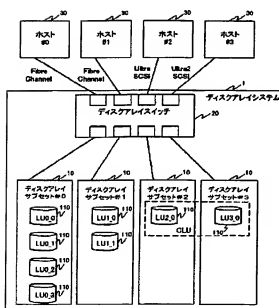 30 30 30 30
ホスト #0
ホスト #1
ホスト #2
ホスト #3
Fibre Channel
Fibre Channel
Ultra SCSI
Ultra2 SCSI
1
ディスクアレイシステム
ディスクアレイスイッチ
20
10 10 10 10
ディスクアレイ サブセット#0
ディスクアレイ サブセット#1
ディスクアレイ サブセット#2
ディスクアレイ サブセット#3
110 110 110
LU0_0
LU1_0
LU2_0
LU3_0
CLU
110
110 110
LU0_1
LU1_1
110
LU0_2
110
LU0_3